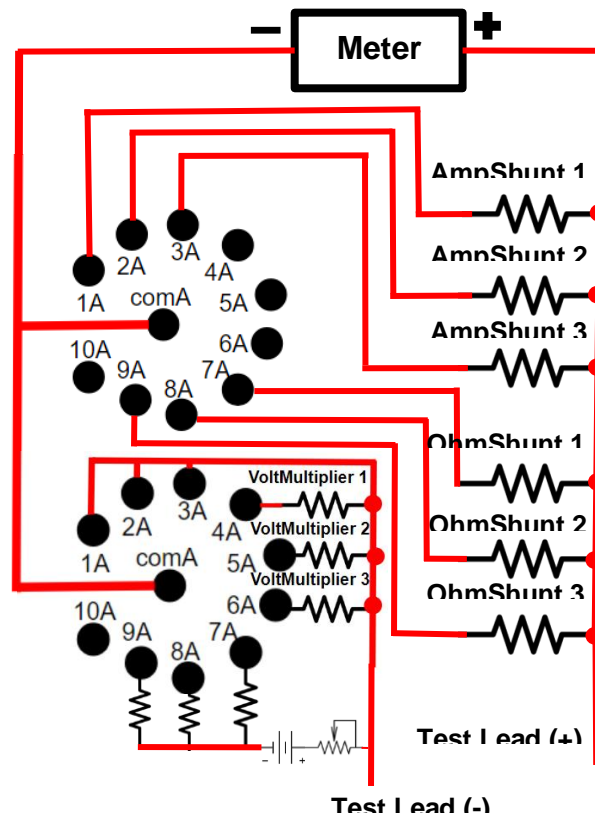 − Meter +
AmpShunt 1
AmpShunt 2
AmpShunt 3
1A
2A
3A
4A
5A
6A
7A
8A
9A
10A
comA
OhmShunt 1
OhmShunt 2
OhmShunt 3
VoltMultiplier 1
VoltMultiplier 2
VoltMultiplier 3
1A
2A
3A
4A
5A
6A
7A
8A
9A
10A
comA
− +
Test Lead (+)
Test Lead (-)